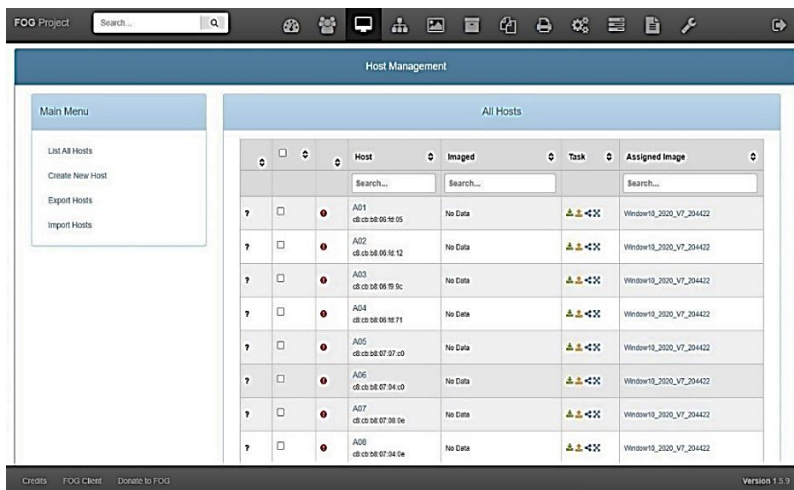 FOG Project Search...
Host Management
Main Menu
List All Hosts
Create New Host
Export Hosts
Import Hosts
All Hosts
Host Imaged Task Assigned Image
Search... Search... Search...
? A01 No Data Window10_2020_V7_204422
c8:cb:b8:06:fd:05
? A02 No Data Window10_2020_V7_204422
c8:cb:b8:06:fd:12
? A03 No Data Window10_2020_V7_204422
c8:cb:b8:06:f9:9c
? A04 No Data Window10_2020_V7_204422
c8:cb:b8:06:fd:71
? A05 No Data Window10_2020_V7_204422
c8:cb:b8:07:07:c0
? A06 No Data Window10_2020_V7_204422
c8:cb:b8:07:04:c0
? A07 No Data Window10_2020_V7_204422
c8:cb:b8:07:08:0e
? A08 No Data Window10_2020_V7_204422
c8:cb:b8:07:04:0e
Credits FOG Client Donate to FOG Version 1.5.9